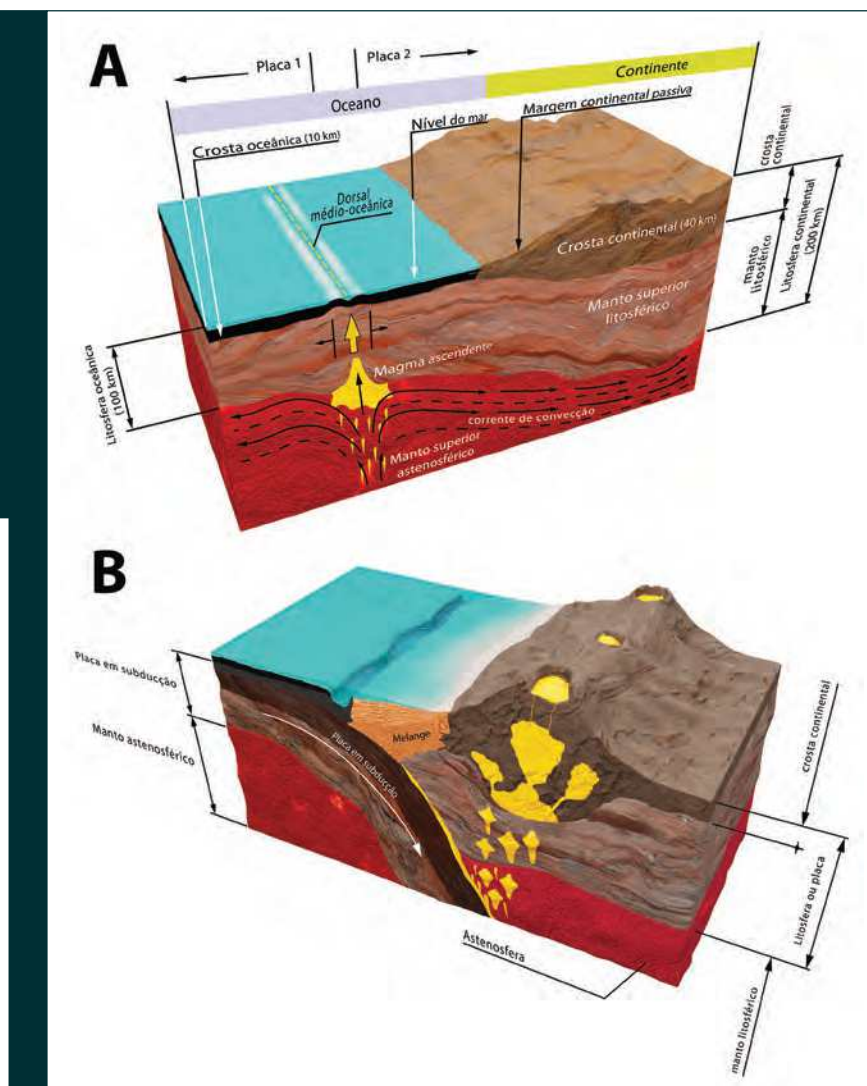 A
Placa 1
Placa 2
Oceano
Continente
Crosta oceânica (10 km)
Nível do mar
Margem continental passiva
Dorsal
médio-oceânica
crosta
continental
Crosta continental (40 km)
manto
litosférico
Litosfera continental
(200 km)
Manto superior
litosférico
Litosfera oceânica
(100 km)
Magma ascendente
corrente de convecção
Manto superior
astenosférico
B
Placa em subducção
Manto astenosférico
Melange
Placa em subducção
crosta continental
Litosfera ou placa
Astenosfera
manto litosférico